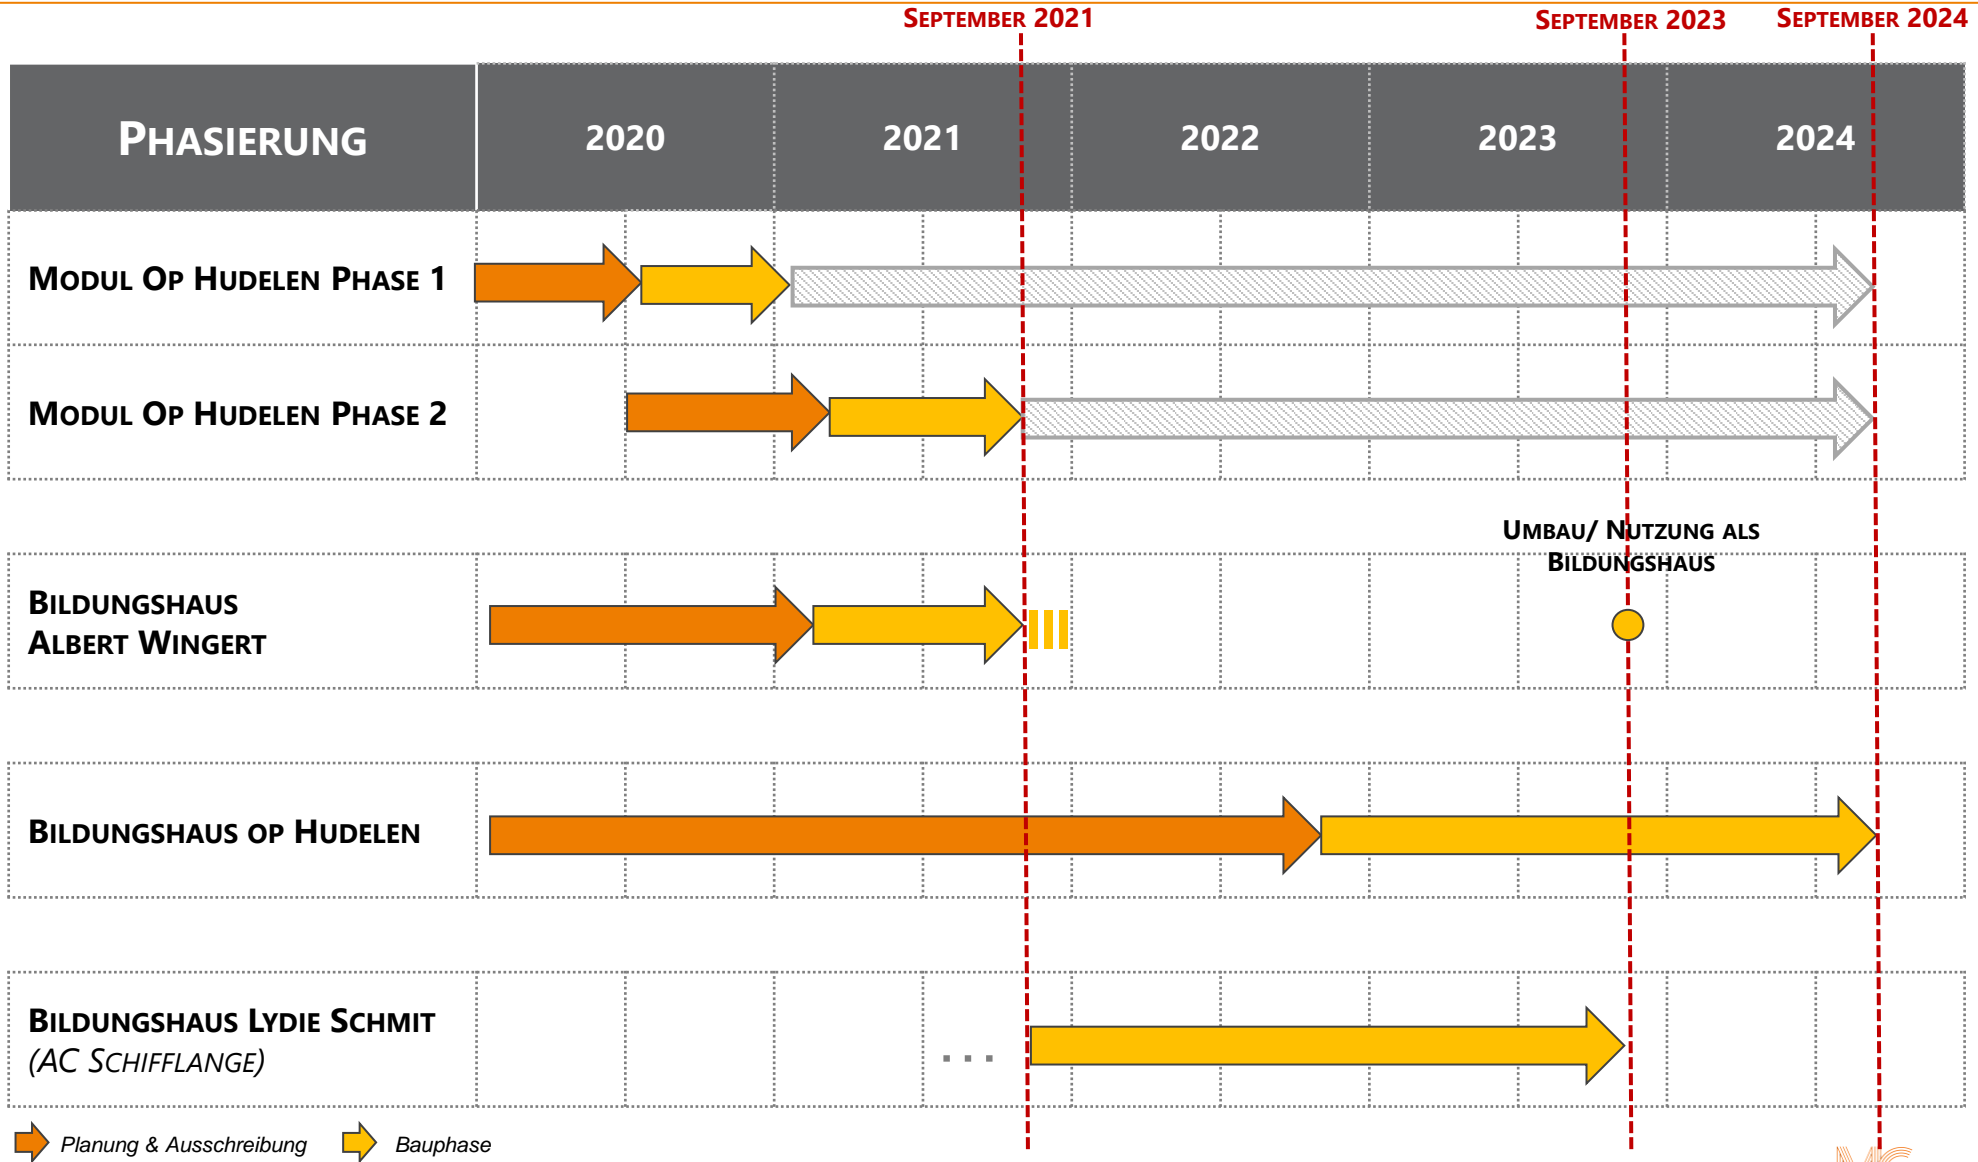 SEPTEMBER 2021
SEPTEMBER 2023
SEPTEMBER 2024
PHASIERUNG
2020
2021
2022
2023
2024
MODUL OP HUDELEN PHASE 1
MODUL OP HUDELEN PHASE 2
UMBAU/ NUTZUNG ALS
BILDUNGSHAUS
BILDUNGSHAUS
ALBERT WINGERT
BILDUNGSHAUS OP HUDELEN
BILDUNGSHAUS LYDIE SCHMIT
(AC SCHIFFLANGE)
...
Planung & Ausschreibung
Bauphase